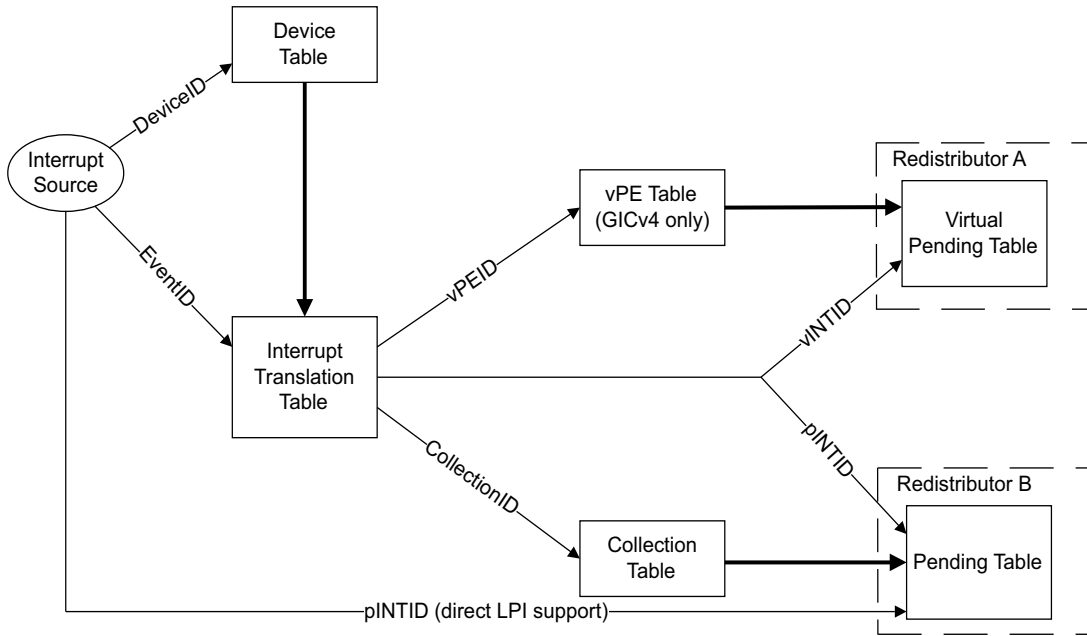 Device
Table
DeviceID
Interrupt
Source
EventID
Interrupt
Translation
Table
vPEID
vPE Table
(GICv4 only)
Redistributor A
Virtual
Pending Table
vINTID
pINTID
CollectionID
Collection
Table
Redistributor B
Pending Table
pINTID (direct LPI support)